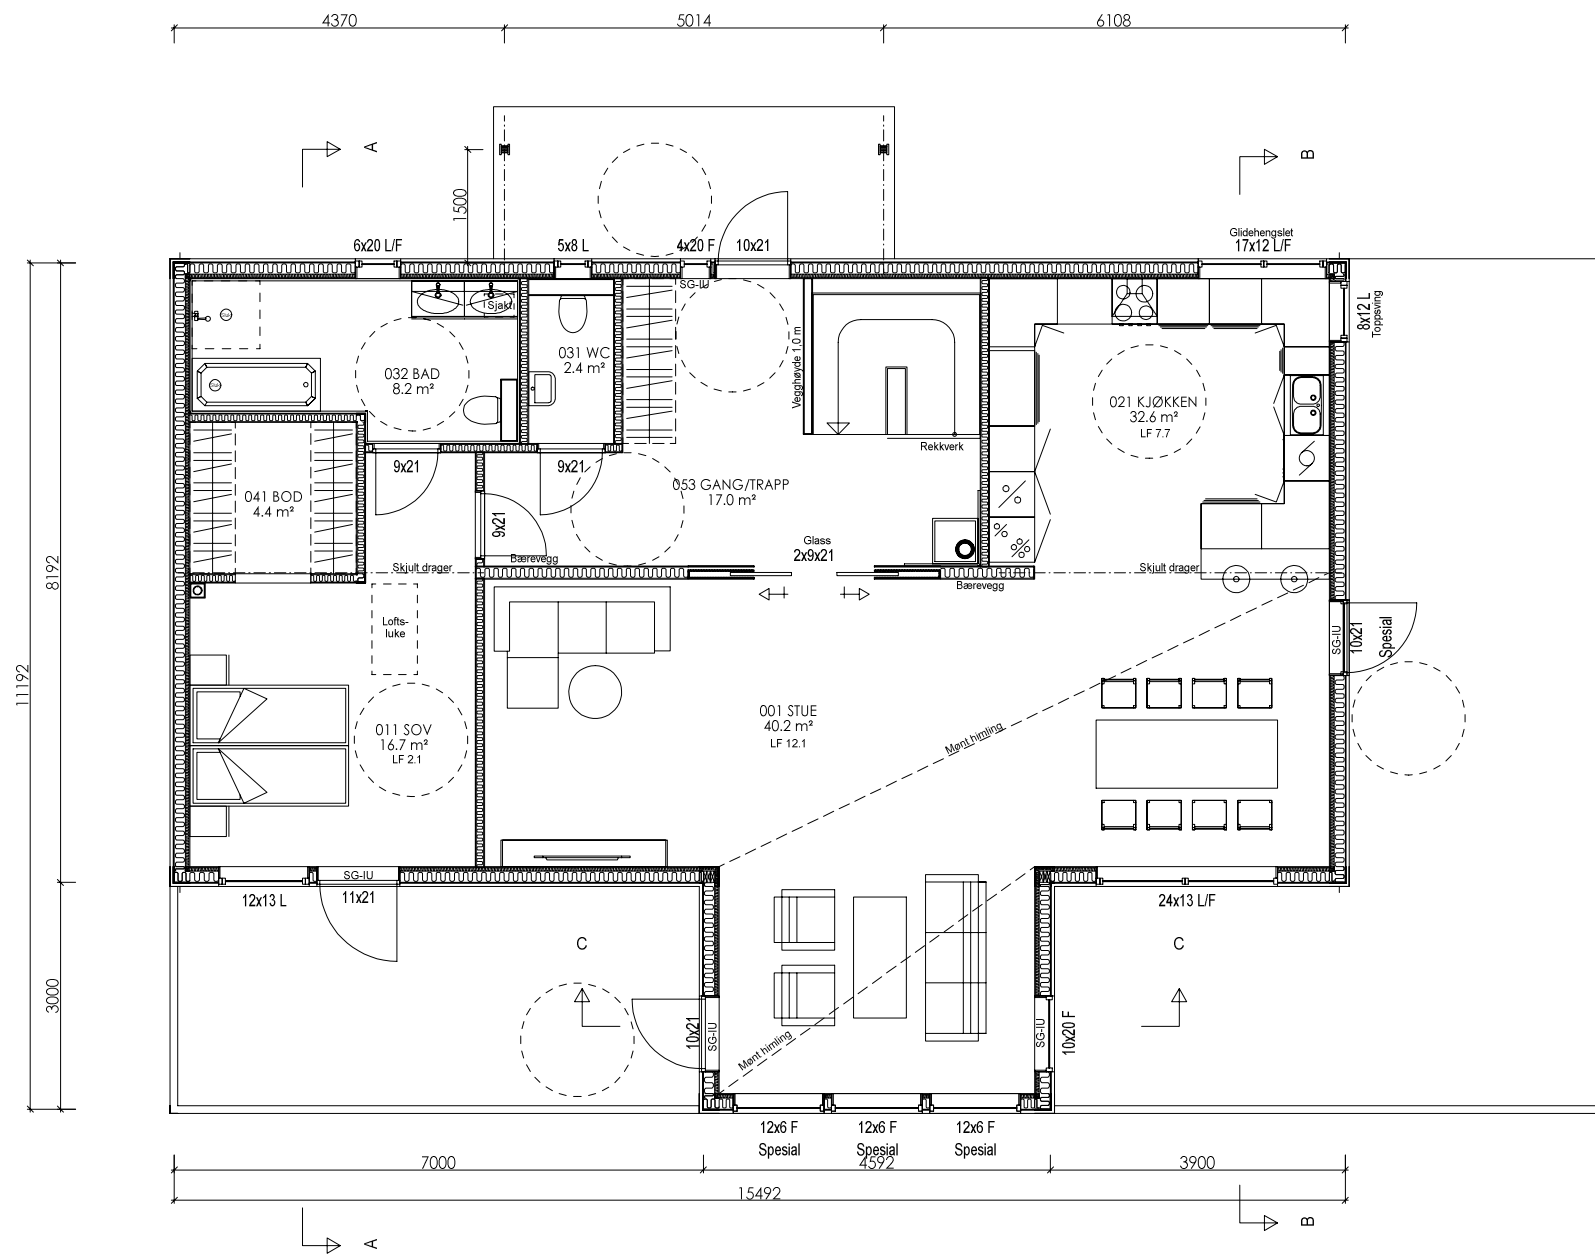 4370
5014
6108
A
B
1500
6x20 L/F
5x8 L
4x20 F
10x21
Glidehengslet
17x12 L/F
SG-IU
Sjakt
8x12 L
Toppsving
Vegghøyde 1,0 m
031 WC
2.4 m²
032 BAD
8.2 m²
021 KJØKKEN
32.6 m²
LF 7.7
Rekkverk
9x21
9x21
053 GANG/TRAPP
17.0 m²
041 BOD
4.4 m²
9x21
Glass
2x9x21
Bærevegg
Skjult drager
Skjult drager
Bærevegg
8192
11192
Lofts-
luke
SG-IU
10x21
Spesial
001 STUE
40.2 m²
LF 12.1
011 SOV
16.7 m²
LF 2.1
Mønt himling
SG-IU
12x13 L
11x21
24x13 L/F
C
C
3000
10x21
SG-IU
SG-IU
10x20 F
Mønt himling
12x6 F
12x6 F
12x6 F
Spesial
Spesial
Spesial
7000
4592
3900
15492
A
B